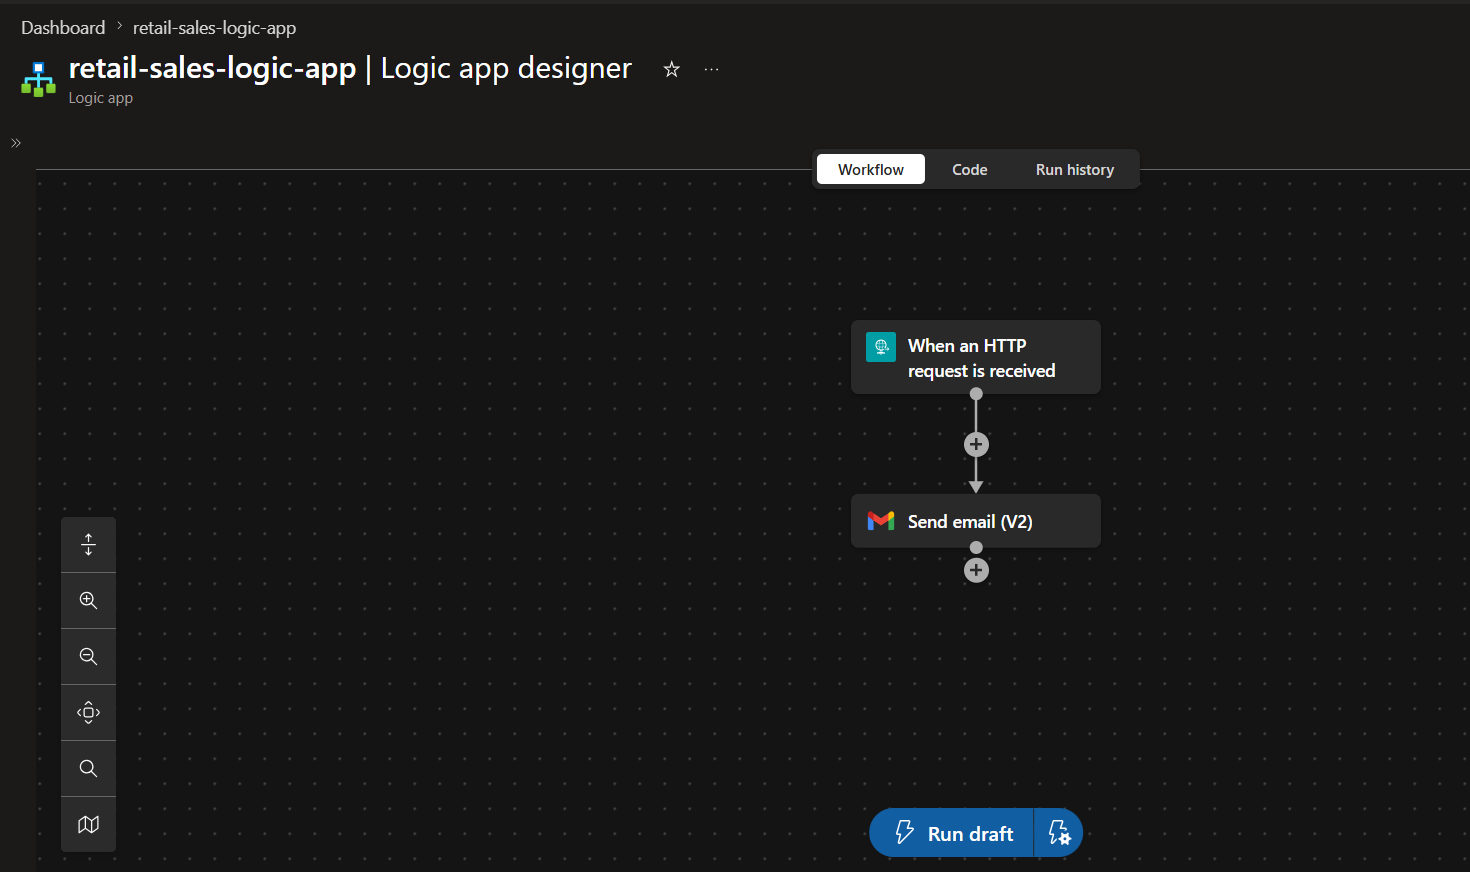 Dashboard > retail-sales-logic-app
retail-sales-logic-app | Logic app designer
Logic app
Workflow Code Run history
When an HTTP
request is received
Send email (V2)
Run draft